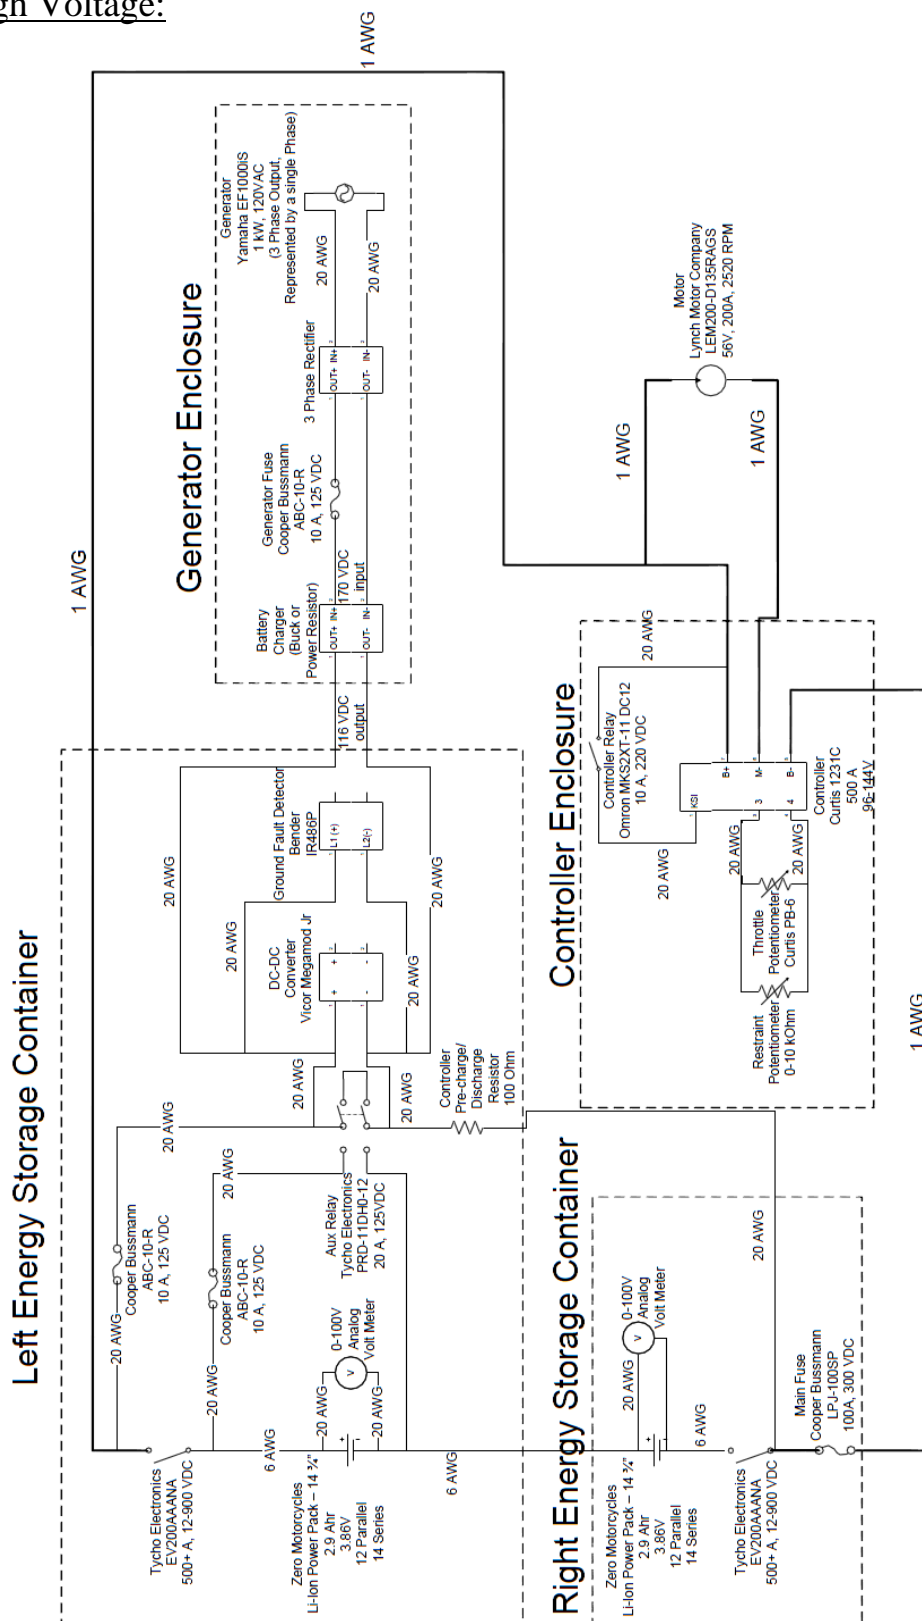 gh Voltage:
1 AWG
1 AWG
Generator Enclosure
Generator
Yamaha EF1000iS
1 kW, 120VAC
(3 Phase Output,
Represented by a single Phase)
20 AWG
20 AWG
3 Phase Rectifier
OUT+ IN+
OUT- IN-
Generator Fuse
Cooper Bussmann
ABC-10-R
10 A, 125 VDC
170 VDC
input
Battery
Charger
(Buck or
Power Resistor)
OUT+ IN+
OUT- IN-
116 VDC
output
Motor
Lynch Motor Company
LEM200-D135RAGS
56V, 200A, 2520 RPM
1 AWG
1 AWG
Left Energy Storage Container
20 AWG
Ground Fault Detector
Bender
IR486P
L1 (+)
L2(-)
20 AWG
20 AWG
DC-DC
Converter
Vicor Megamod Jr
+ +
- -
20 AWG
20 AWG
20 AWG
Controller
Pre-charge/
Discharge
Resistor
100 Ohm
20 AWG
20 AWG
Aux Relay
Tycho Electronics
PRD-11DH0-12
20 A, 125VDC
Cooper Bussmann
ABC-10-R
10 A, 125 VDC
20 AWG
Cooper Bussmann
ABC-10-R
10 A, 125 VDC
20 AWG
0-100V
Analog
Volt Meter
V
20 AWG
20 AWG
6 AWG
6 AWG
Tycho Electronics
EV200AAANA
500+ A, 12-900 VDC
Zero Motorcycles
Li-Ion Power Pack – 14 ¾"
2.9 Ahr
3.86V
12 Parallel
14 Series
Controller Enclosure
20 AWG
Controller Relay
Omron MKS2XT-11 DC12
10 A, 220 VDC
20 AWG
KSI
B+
M-
B-
3
4
Controller
Curtis 1231C
500 A
96-144V
20 AWG
20 AWG
Throttle
Potentiometer
Curtis PB-6
Restraint
Potentiometer
0-10 kOhm
1 AWG
Right Energy Storage Container
20 AWG
0-100V
Analog
Volt Meter
V
20 AWG
6 AWG
Main Fuse
Cooper Bussmann
LPJ-100SP
100A, 300 VDC
Zero Motorcycles
Li-Ion Power Pack – 14 ¾"
2.9 Ahr
3.86V
12 Parallel
14 Series
Tycho Electronics
EV200AAANA
500+ A, 12-900 VDC